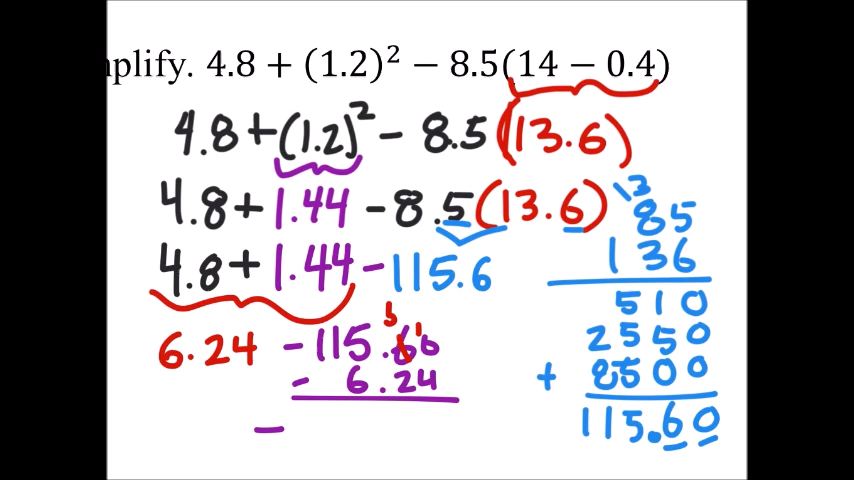 mplify. 4.8 + (1.2)² − 8.5(14 − 0.4)
4.8 + (1.2)² − 8.5 (13.6)
4.8 + 1.44 − 8.5 (13.6)
4.8 + 1.44 − 115.6
6.24 − 115.60
− 6.24
−
12
85
136
510
2550
+ 8500
115.60